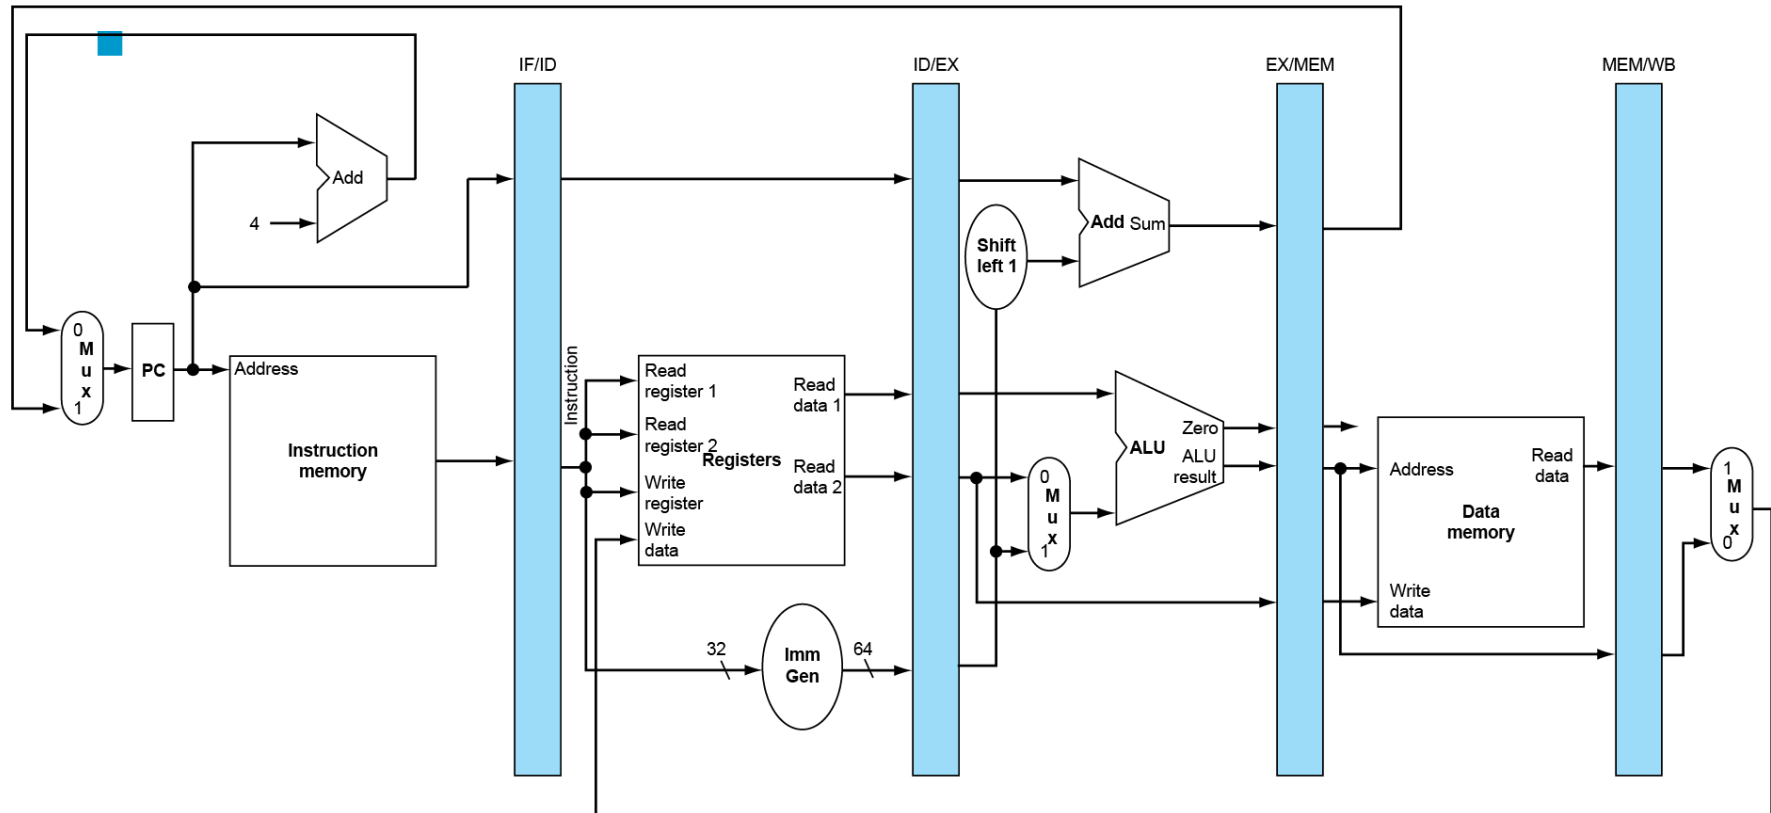 IF/ID
ID/EX
EX/MEM
MEM/WB
Add
4
Add Sum
Shift
left 1
0
M
u
x
1
PC
Address
Instruction
memory
Instruction
Read
register 1
Read
register 2
Registers
Write
register
Write
data
Read
data 1
Read
data 2
0
M
u
x
1
Zero
ALU
ALU
result
Address
Read
data
Data
memory
Write
data
1
M
u
x
0
32
Imm
Gen
64